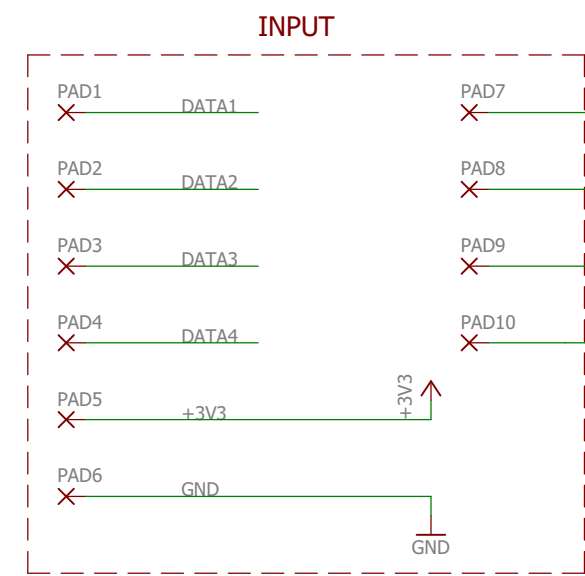 INPUT
PAD1
DATA1
PAD7
PAD2
DATA2
PAD8
PAD3
DATA3
PAD9
PAD4
DATA4
PAD10
PAD5
+3V3
+3V3
PAD6
GND
GND